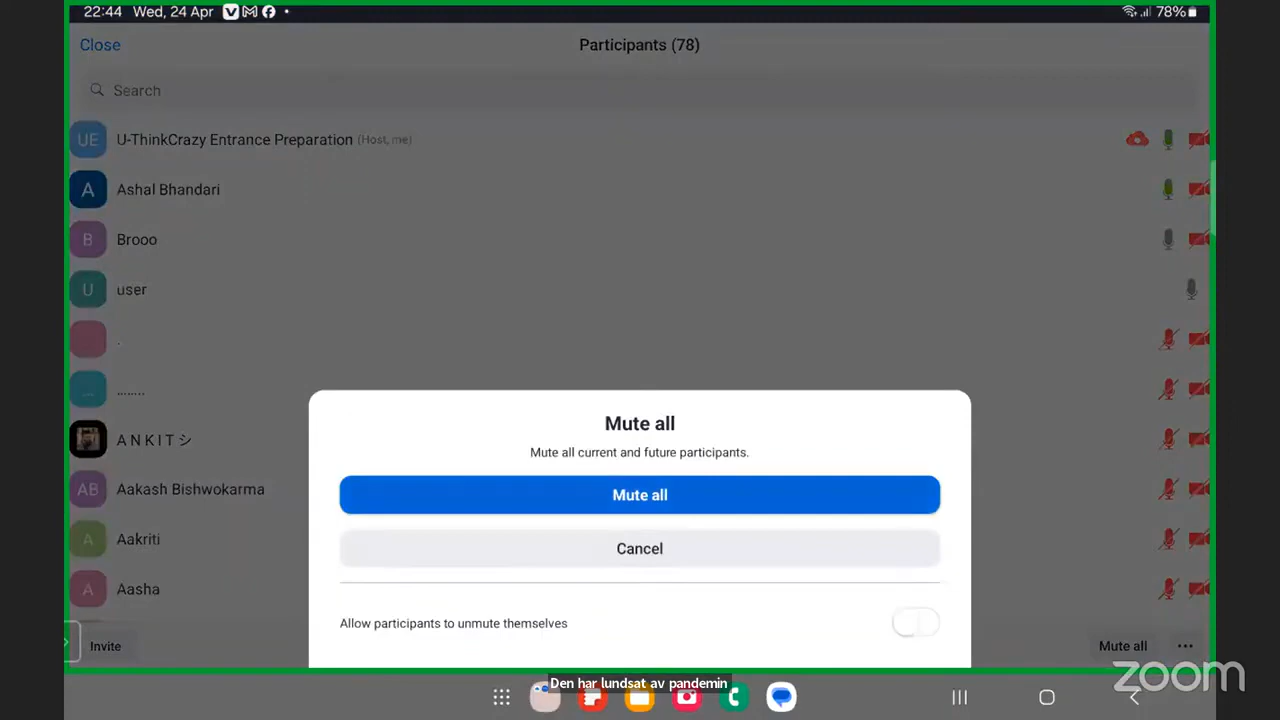 22:44 Wed, 24 Apr
78%
Close
Participants (78)
Search
UE
U-ThinkCrazy Entrance Preparation (Host, me)
A
Ashal Bhandari
B
Brooo
U
user
.
...
........
A N K I T シ
AB
Aakash Bishwokarma
A
Aakriti
A
Aasha
Mute all
Mute all current and future participants.
Mute all
Cancel
Allow participants to unmute themselves
Invite
Mute all
zoom
Den har lundsat av pandemin